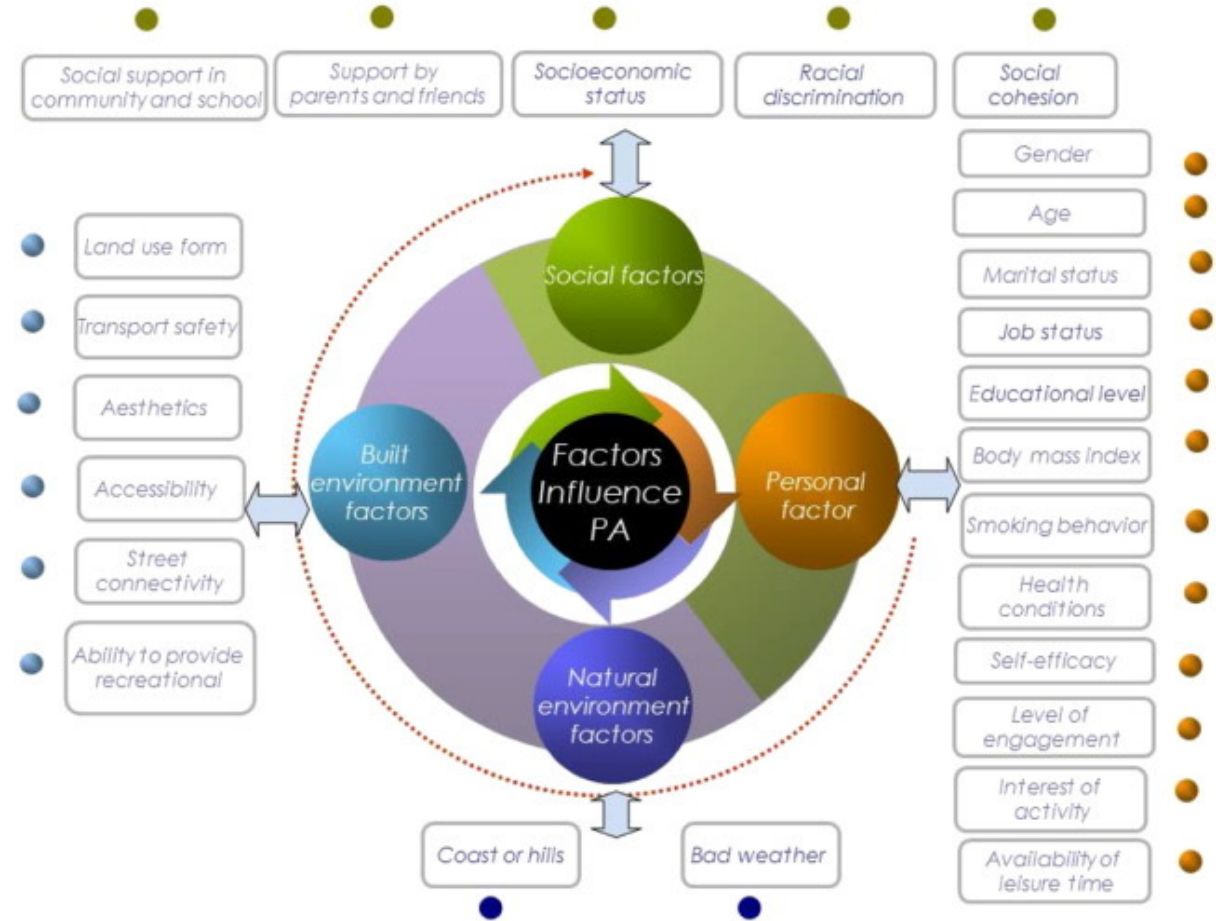 Social support in
community and school
Support by
parents and friends
Socioeconomic
status
Racial
discrimination
Social
cohesion
Gender
Age
Marital status
Job status
Educational level
Body mass index
Smoking behavior
Health
conditions
Self-efficacy
Level of
engagement
Interest of
activity
Availability of
leisure time
Land use form
Transport safety
Aesthetics
Accessibility
Street
connectivity
Ability to provide
recreational
Social factors
Built
environment
factors
Factors
Influence
PA
Personal
factor
Natural
environment
factors
Coast or hills
Bad weather